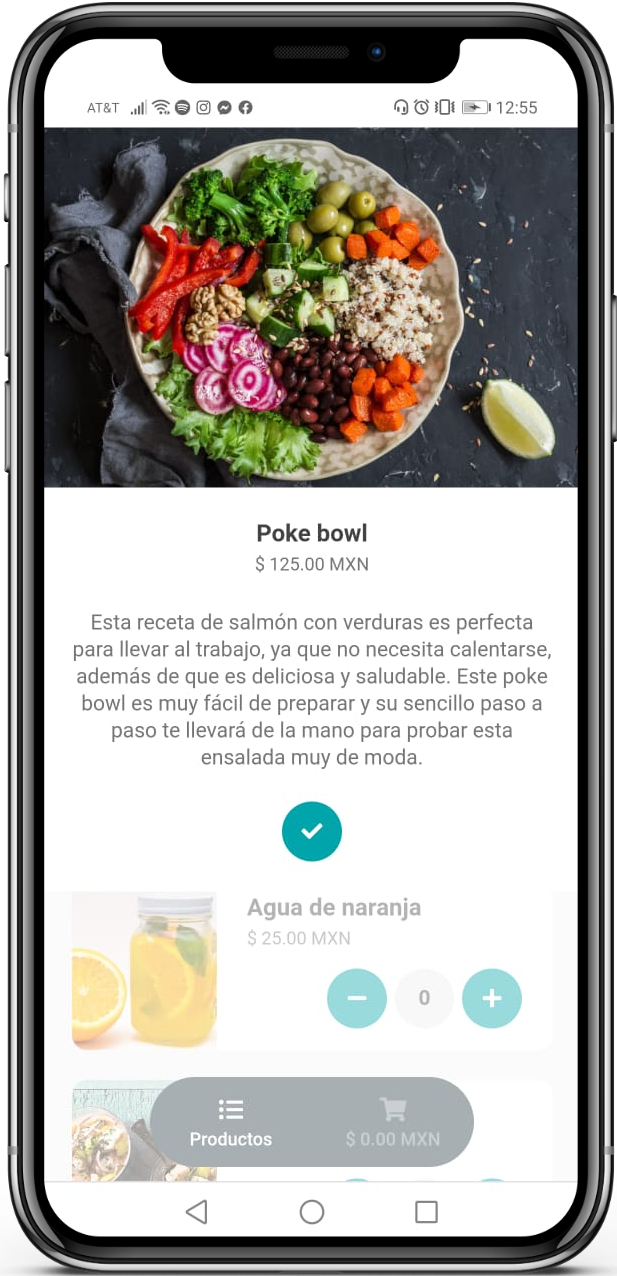 AT&T 12:55
Poke bowl
$ 125.00 MXN
Esta receta de salmón con verduras es perfecta
para llevar al trabajo, ya que no necesita calentarse,
además de que es deliciosa y saludable. Este poke
bowl es muy fácil de preparar y su sencillo paso a
paso te llevará de la mano para probar esta
ensalada muy de moda.
Agua de naranja
$ 25.00 MXN
0
Productos $ 0.00 MXN